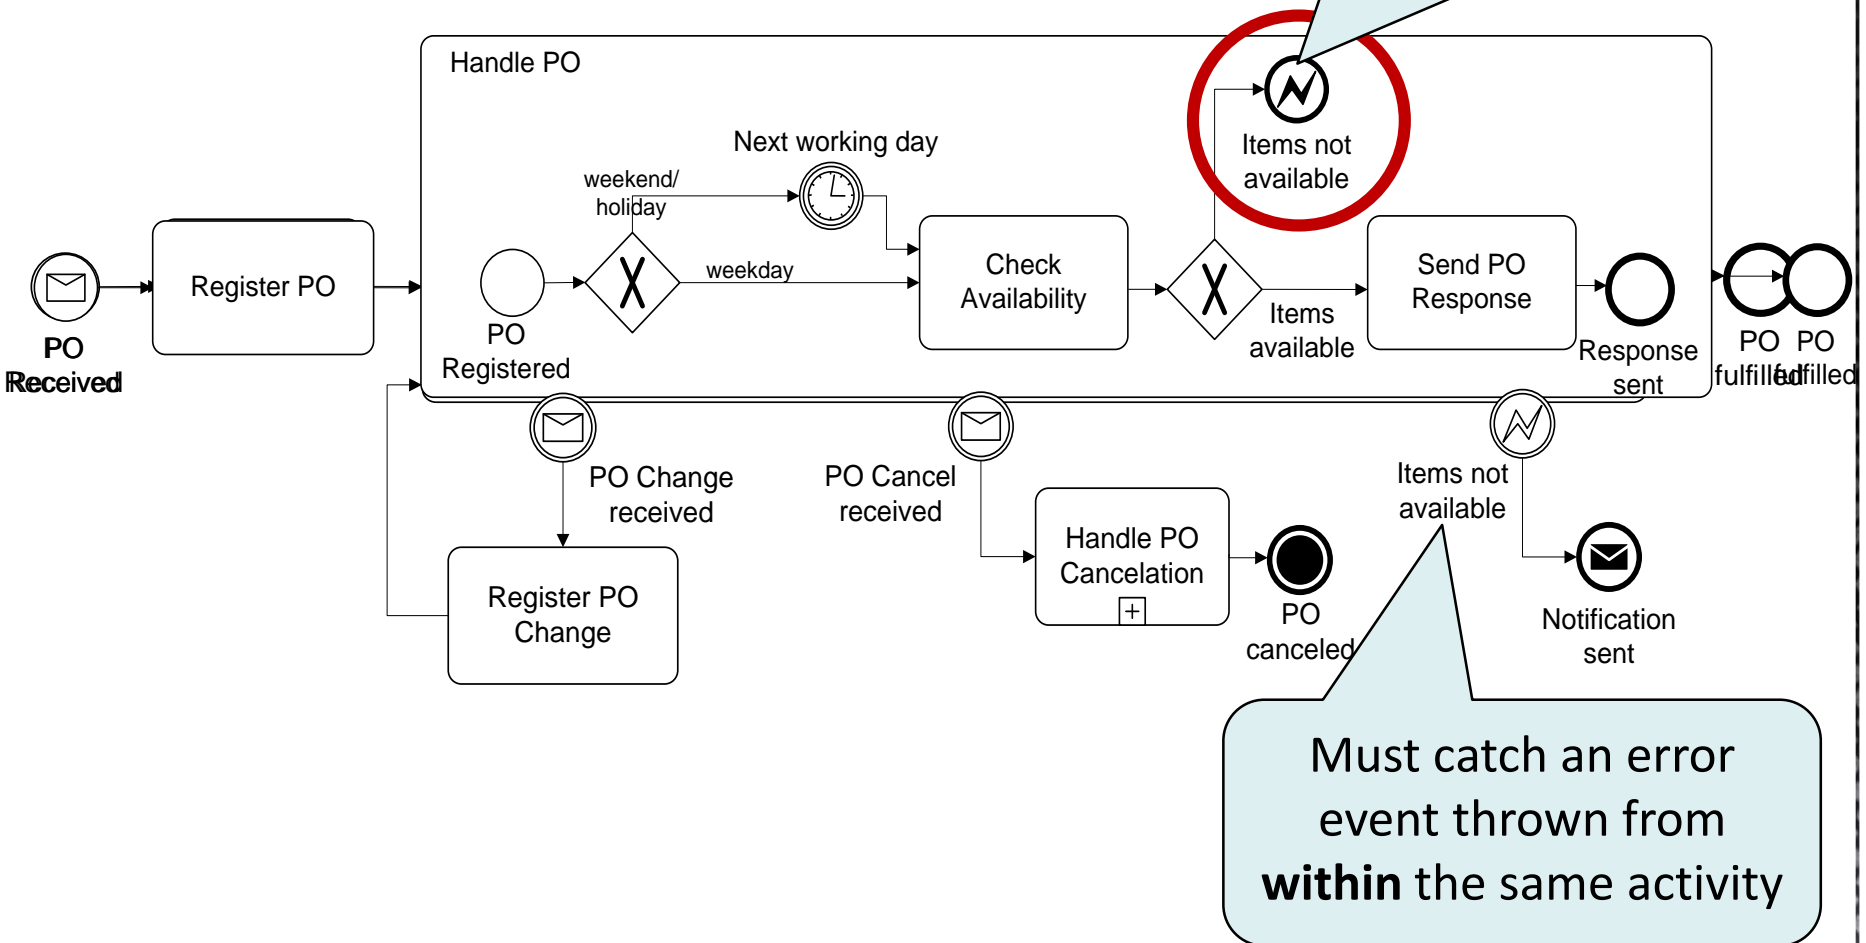 Handle PO
Next working day
weekend/
holiday
weekday
PO
Received
Register PO
PO
Registered
Check
Availability
Items not
available
Items
available
Send PO
Response
Response
sent
PO
fulfilled
PO
fulfilled
PO Change
received
Register PO
Change
PO Cancel
received
Handle PO
Cancelation
PO
canceled
Items not
available
Notification
sent
Must catch an error
event thrown from
within the same activity